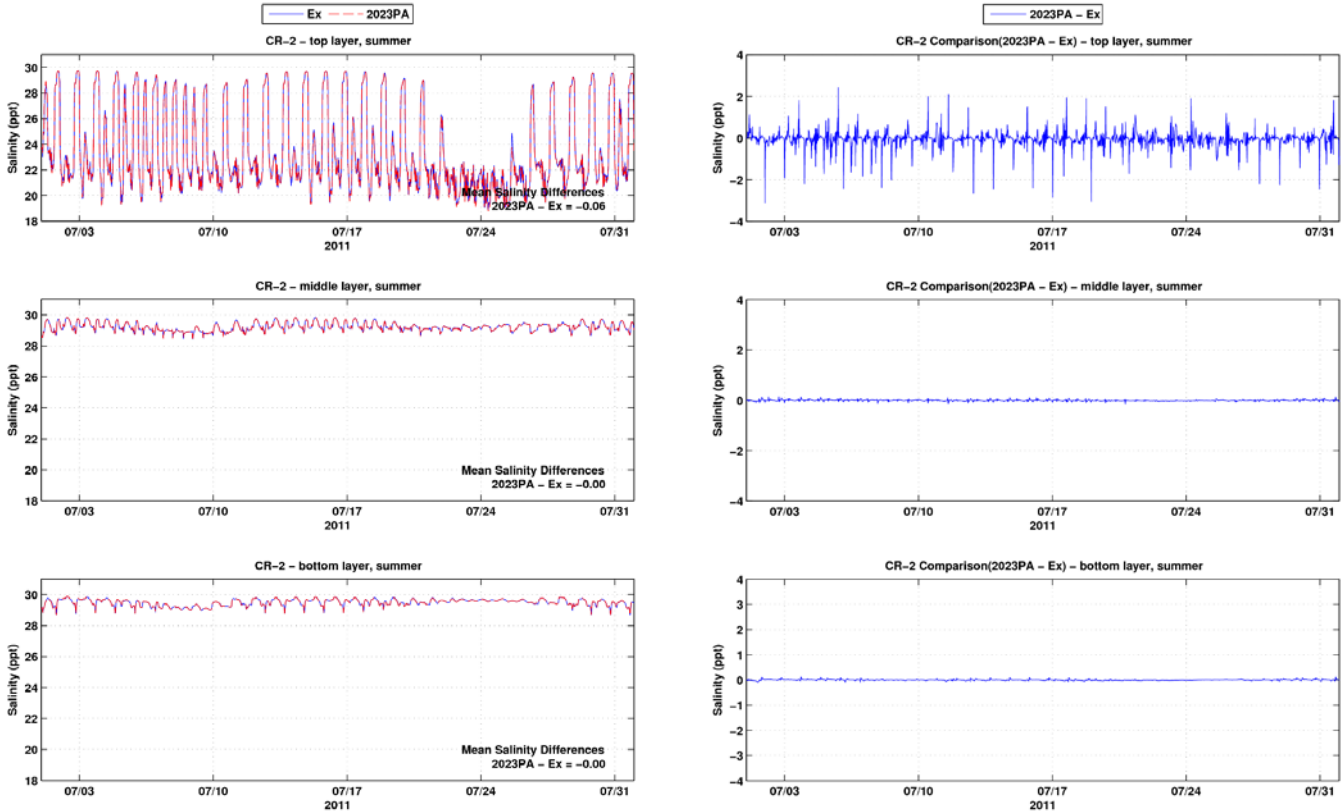 Ex 2023PA
CR-2 - top layer, summer
Salinity (ppt)
30
28
26
24
22
20
18
Mean Salinity Differences
2023PA - Ex = -0.06
07/03 07/10 07/17 07/24 07/31
2011
2023PA - Ex
CR-2 Comparison(2023PA - Ex) - top layer, summer
Salinity (ppt)
4
2
0
-2
-4
07/03 07/10 07/17 07/24 07/31
2011
CR-2 - middle layer, summer
Salinity (ppt)
30
28
26
24
22
20
18
Mean Salinity Differences
2023PA - Ex = -0.00
07/03 07/10 07/17 07/24 07/31
2011
CR-2 Comparison(2023PA - Ex) - middle layer, summer
Salinity (ppt)
4
2
0
-2
-4
07/03 07/10 07/17 07/24 07/31
2011
CR-2 - bottom layer, summer
Salinity (ppt)
30
28
26
24
22
20
18
Mean Salinity Differences
2023PA - Ex = -0.00
07/03 07/10 07/17 07/24 07/31
2011
CR-2 Comparison(2023PA - Ex) - bottom layer, summer
Salinity (ppt)
4
3
2
1
0
-1
-2
-3
-4
07/03 07/10 07/17 07/24 07/31
2011